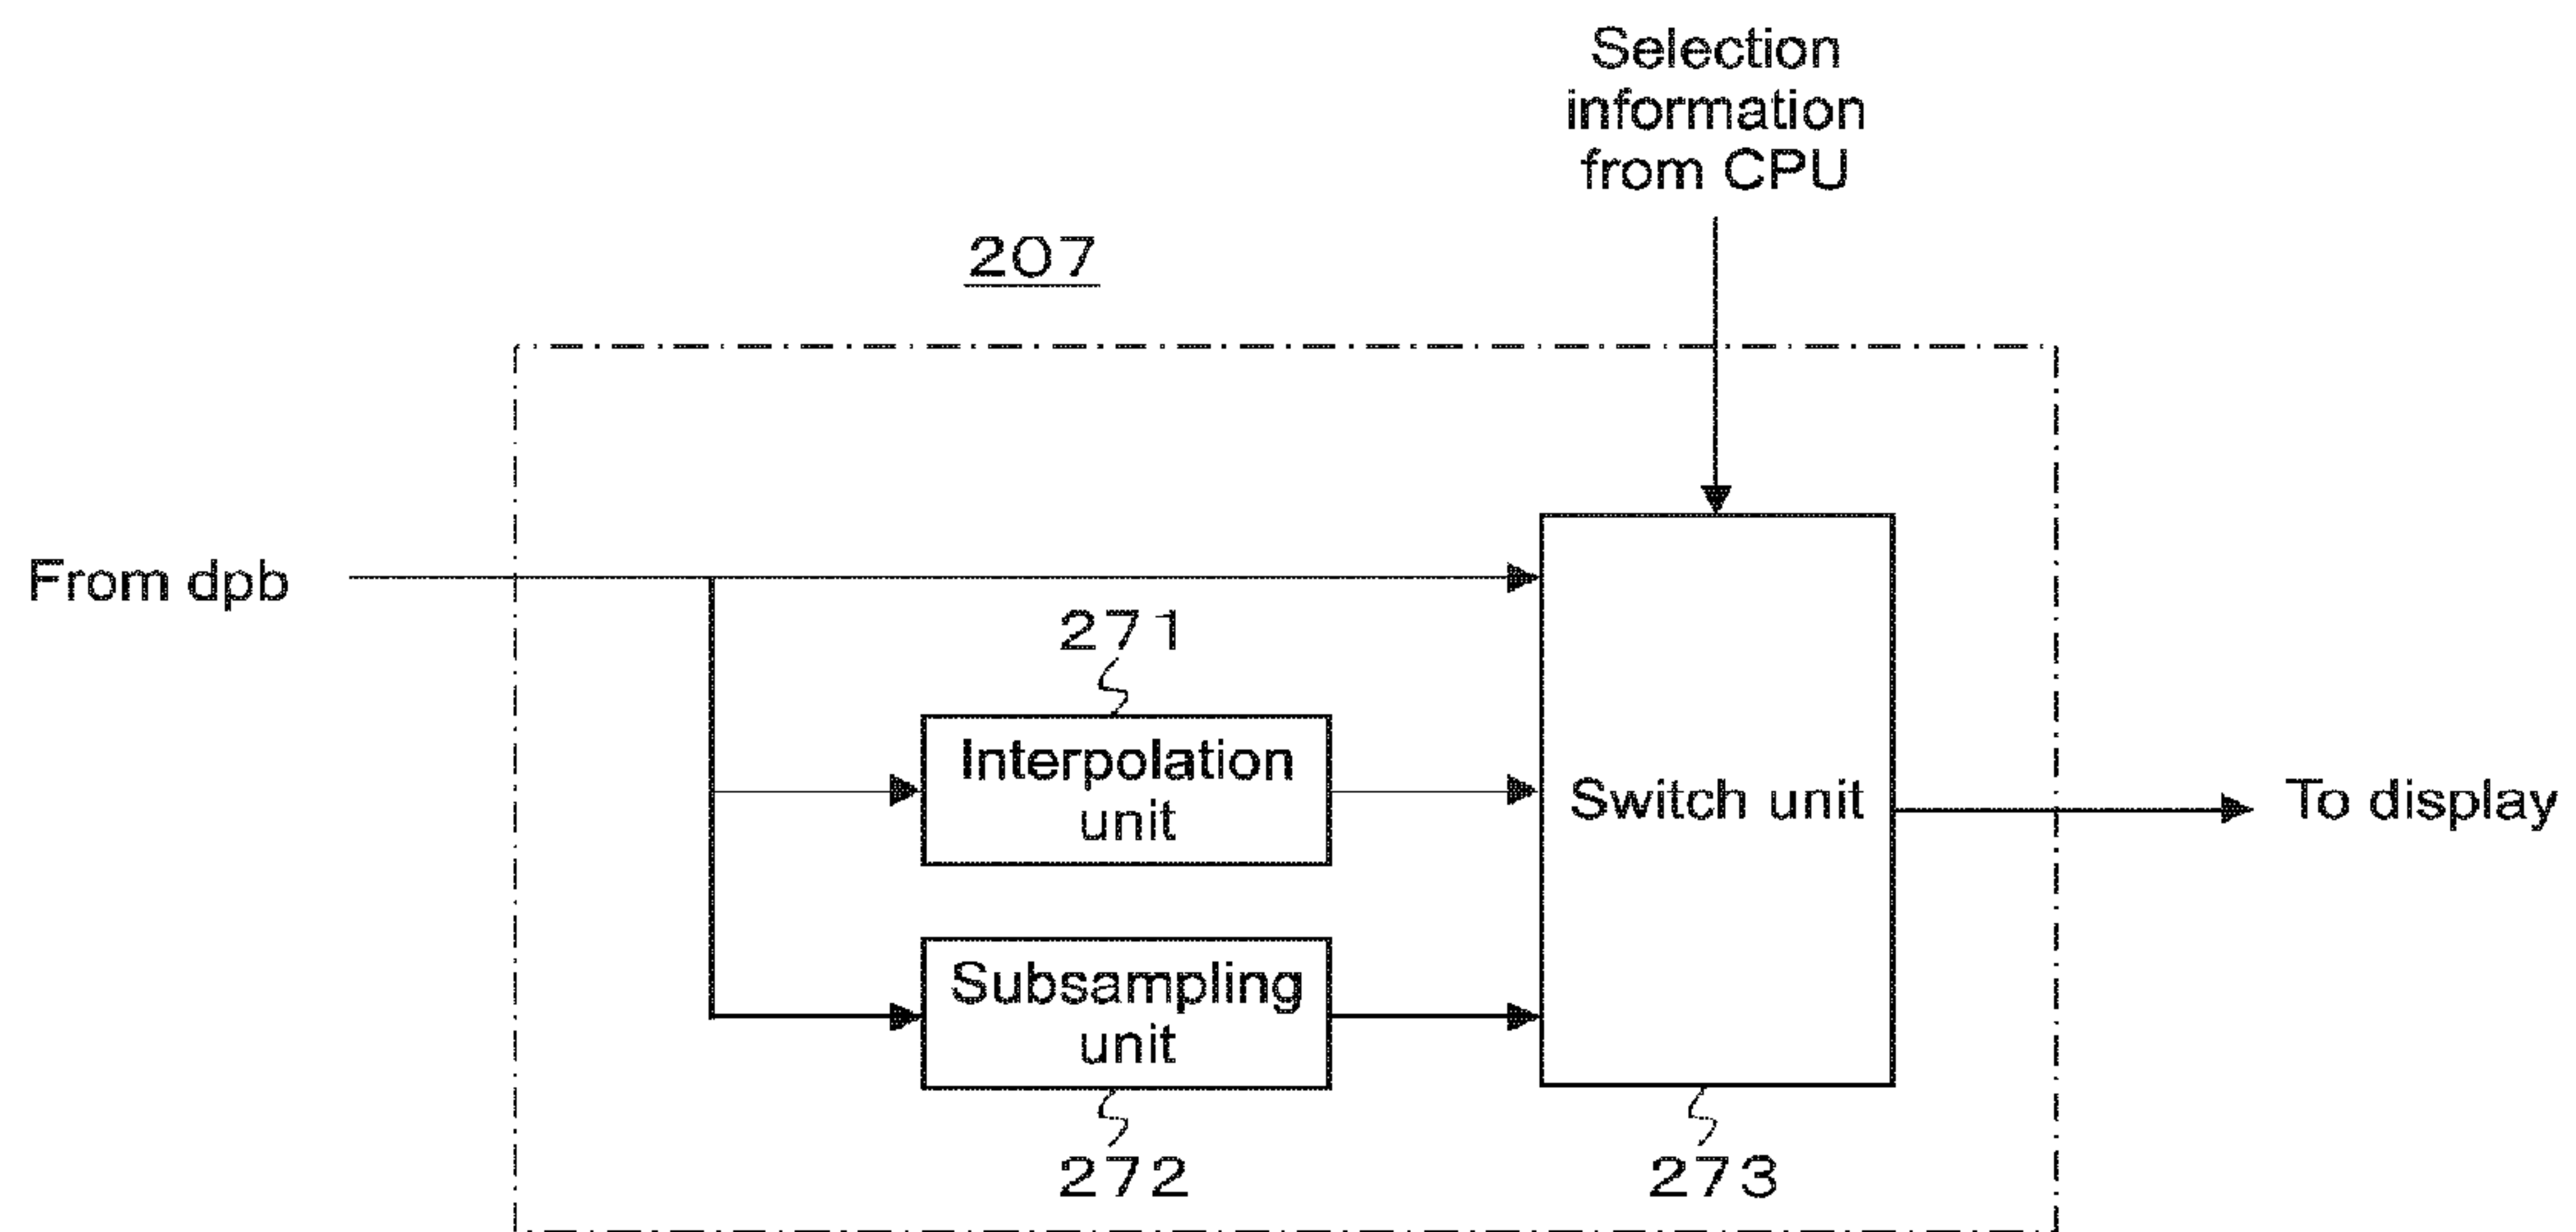 Selection
information
from CPU
207
From dpb
271
Interpolation
unit
Switch unit
To display
Subsampling
unit
272
273